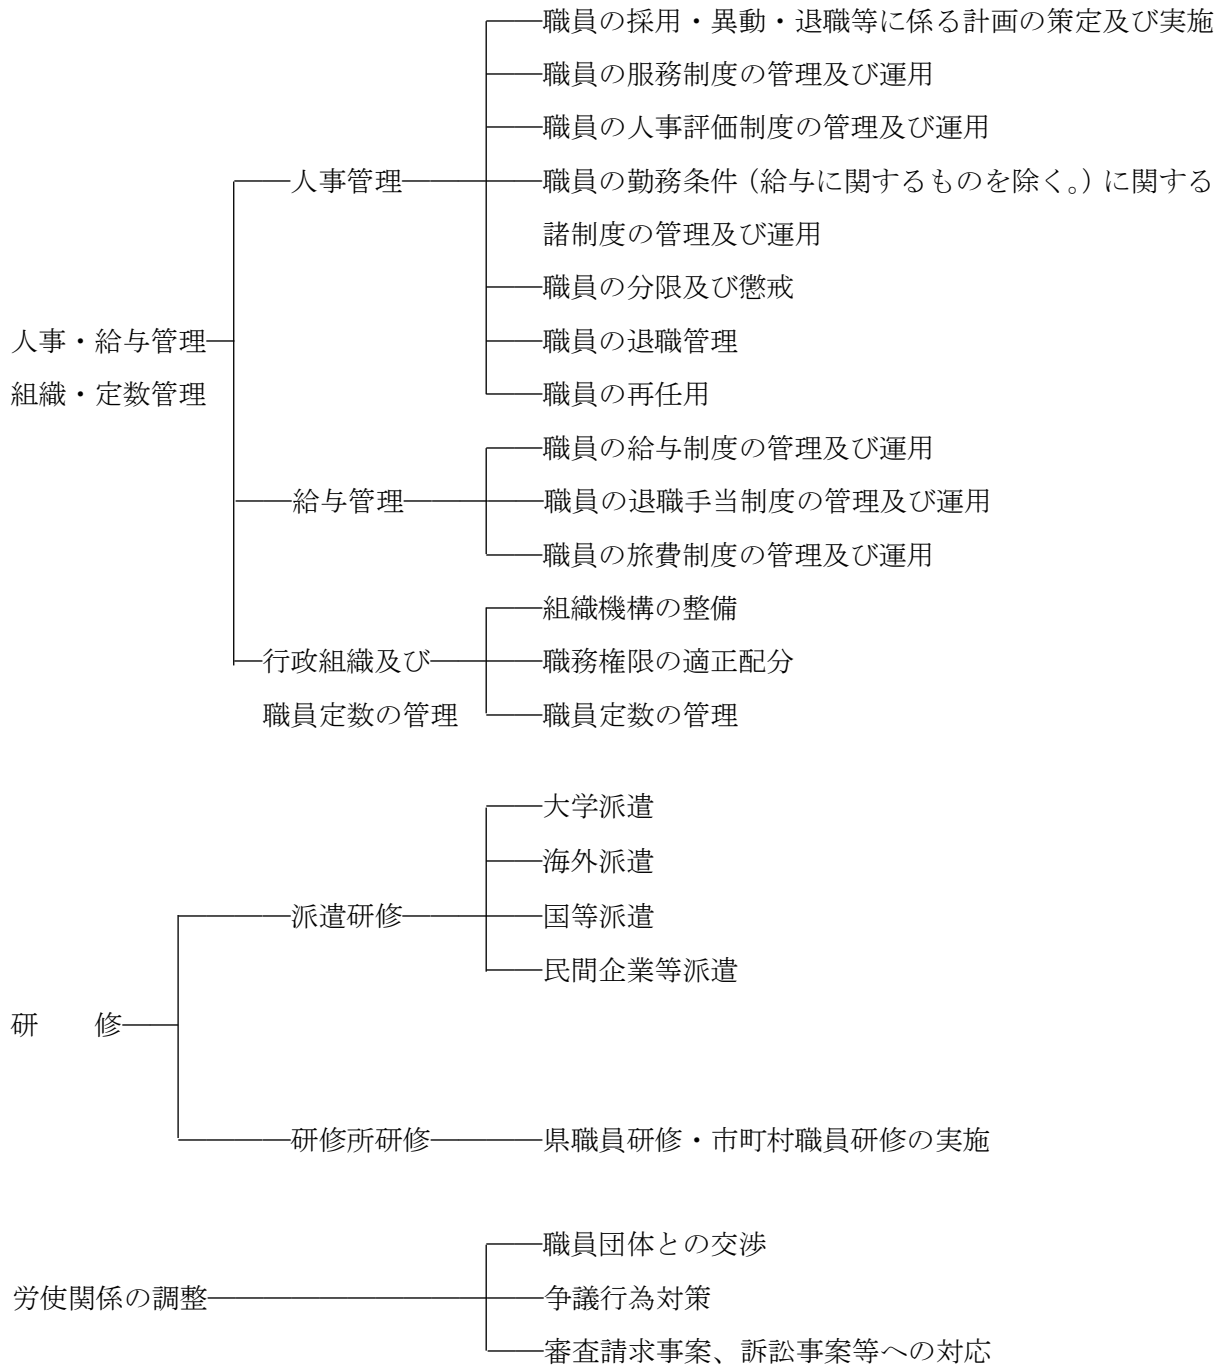 職員の採用・異動・退職等に係る計画の策定及び実施
職員の服務制度の管理及び運用
職員の人事評価制度の管理及び運用
人事管理
職員の勤務条件（給与に関するものを除く。）に関する
諸制度の管理及び運用
職員の分限及び懲戒
人事・給与管理
職員の退職管理
組織・定数管理
職員の再任用
職員の給与制度の管理及び運用
給与管理
職員の退職手当制度の管理及び運用
職員の旅費制度の管理及び運用
組織機構の整備
行政組織及び
職務権限の適正配分
職員定数の管理
職員定数の管理
大学派遣
海外派遣
派遣研修
国等派遣
民間企業等派遣
研　　修
研修所研修
県職員研修・市町村職員研修の実施
職員団体との交渉
労使関係の調整
争議行為対策
審査請求事案、訴訟事案等への対応